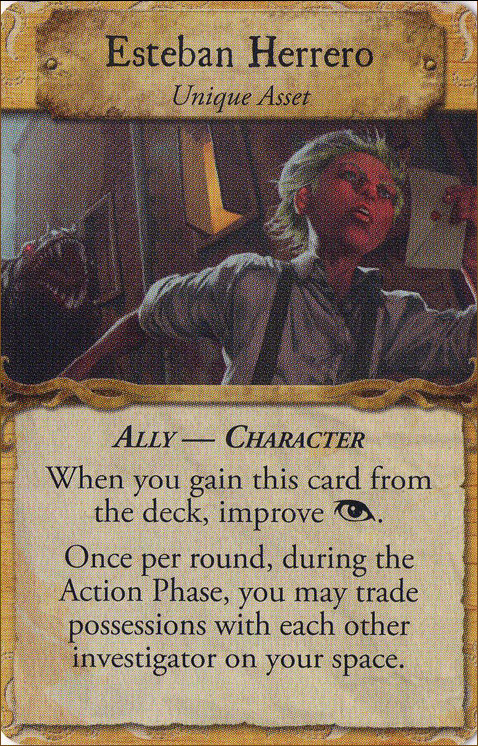 Esteban Herrero
Unique Asset
Ally — Character
When you gain this card from
the deck, improve .
Once per round, during the
Action Phase, you may trade
possessions with each other
investigator on your space.